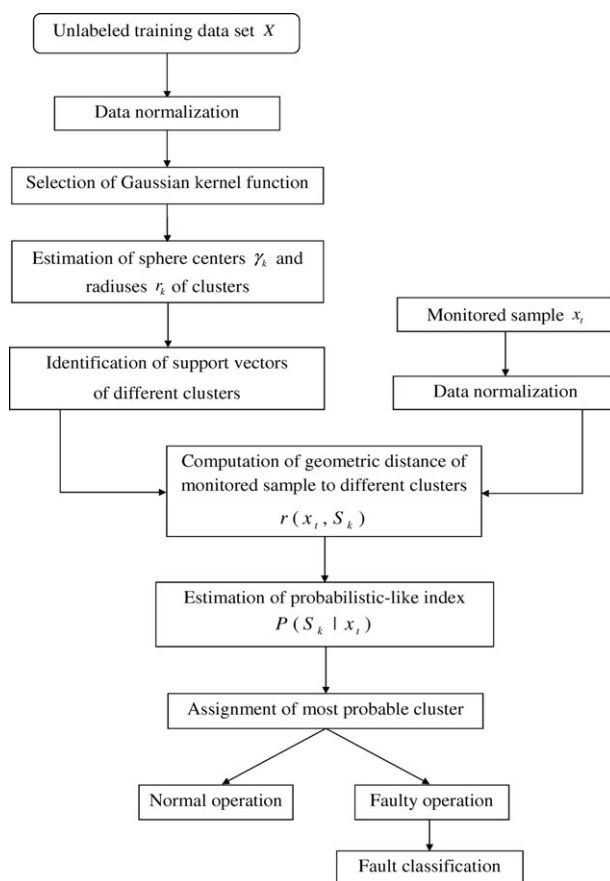 Unlabeled training data set X
Data normalization
Selection of Gaussian kernel function
Estimation of sphere centers γ_k and
radiuses r_k of clusters
Identification of support vectors
of different clusters
Monitored sample x_t
Data normalization
Computation of geometric distance of
monitored sample to different clusters
r ( x_t , S_k )
Estimation of probabilistic-like index
P ( S_k | x_t )
Assignment of most probable cluster
Normal operation
Faulty operation
Fault classification